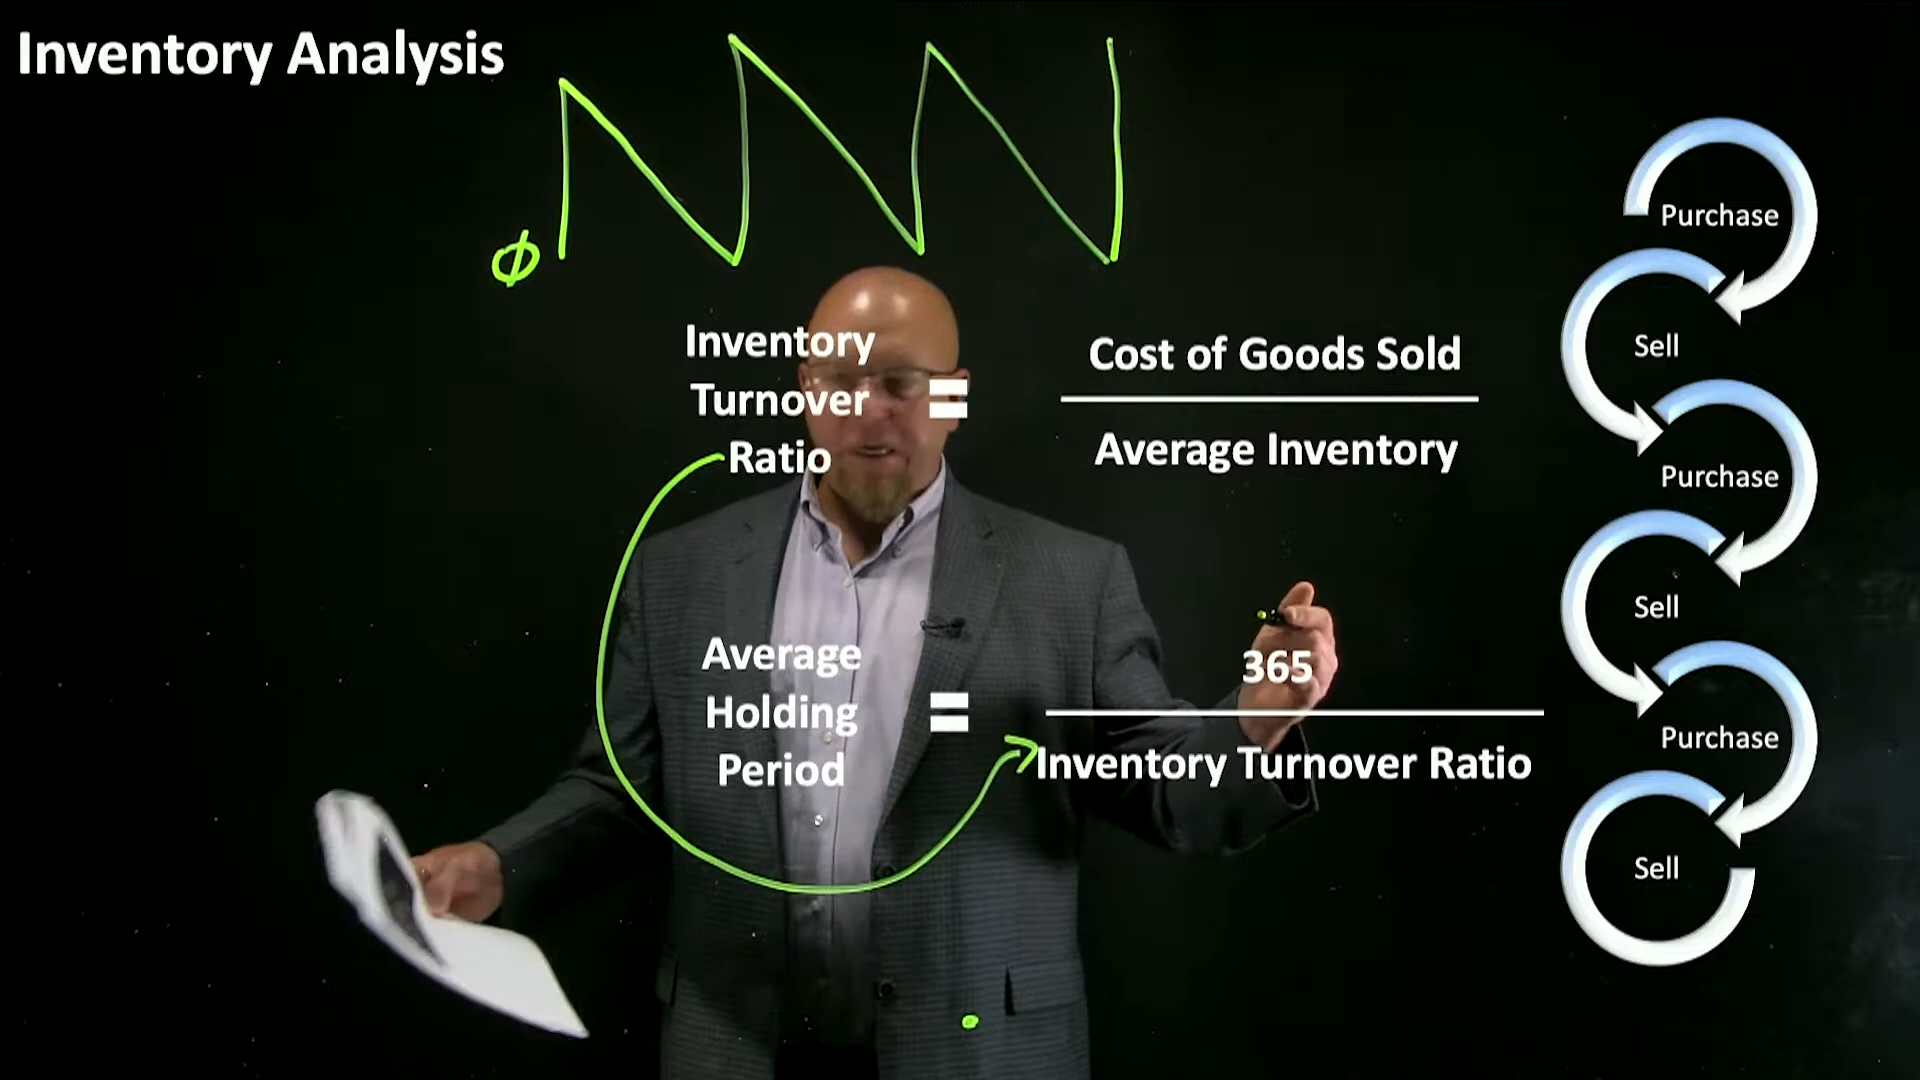 Inventory Analysis
φ
Inventory
Turnover
Ratio
=
Cost of Goods Sold
Average Inventory
Average
Holding
Period
=
365
Inventory Turnover Ratio
Purchase
Sell
Purchase
Sell
Purchase
Sell